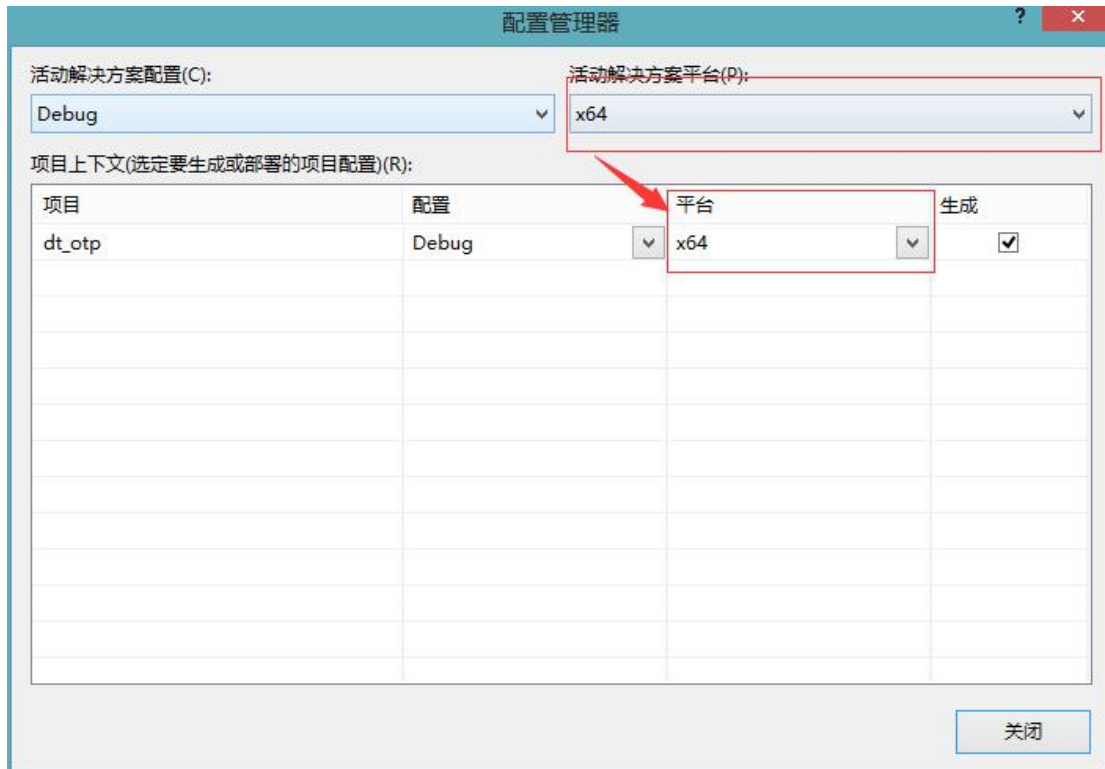 配置管理器
?
活动解决方案配置(C): 活动解决方案平台(P):
Debug x64
项目上下文(选定要生成或部署的项目配置)(R):
项目 配置 平台 生成
dt_otp Debug x64
关闭